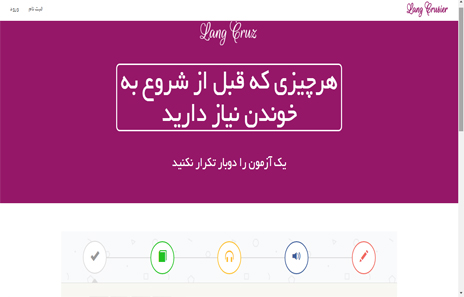 Lang Crusier
ثبت نام
ورود
Lang Cruz
هرچیزی که قبل از شروع به
خوندن نیاز دارید
یک آزمون را دوبار تکرار نکنید